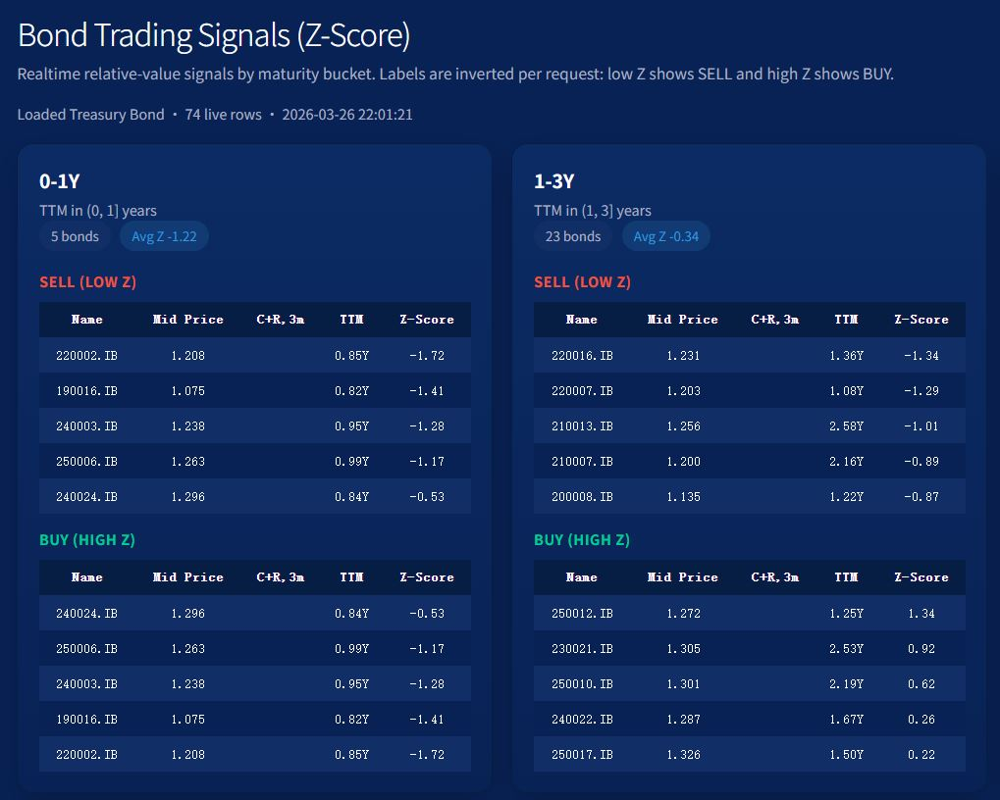 Bond Trading Signals (Z-Score)
Realtime relative-value signals by maturity bucket. Labels are inverted per request: low Z shows SELL and high Z shows BUY.
Loaded Treasury Bond • 74 live rows • 2026-03-26 22:01:21
0-1Y
TTM in (0, 1] years
5 bonds Avg Z -1.22
SELL (LOW Z)
Name Mid Price C+R,3m TTM Z-Score
220002.IB 1.208 0.85Y -1.72
190016.IB 1.075 0.82Y -1.41
240003.IB 1.238 0.95Y -1.28
250006.IB 1.263 0.99Y -1.17
240024.IB 1.296 0.84Y -0.53
BUY (HIGH Z)
Name Mid Price C+R,3m TTM Z-Score
240024.IB 1.296 0.84Y -0.53
250006.IB 1.263 0.99Y -1.17
240003.IB 1.238 0.95Y -1.28
190016.IB 1.075 0.82Y -1.41
220002.IB 1.208 0.85Y -1.72
1-3Y
TTM in (1, 3] years
23 bonds Avg Z -0.34
SELL (LOW Z)
Name Mid Price C+R,3m TTM Z-Score
220016.IB 1.231 1.36Y -1.34
220007.IB 1.203 1.08Y -1.29
210013.IB 1.256 2.58Y -1.01
210007.IB 1.200 2.16Y -0.89
200008.IB 1.135 1.22Y -0.87
BUY (HIGH Z)
Name Mid Price C+R,3m TTM Z-Score
250012.IB 1.272 1.25Y 1.34
230021.IB 1.305 2.53Y 0.92
250010.IB 1.301 2.19Y 0.62
240022.IB 1.287 1.67Y 0.26
250017.IB 1.326 1.50Y 0.22